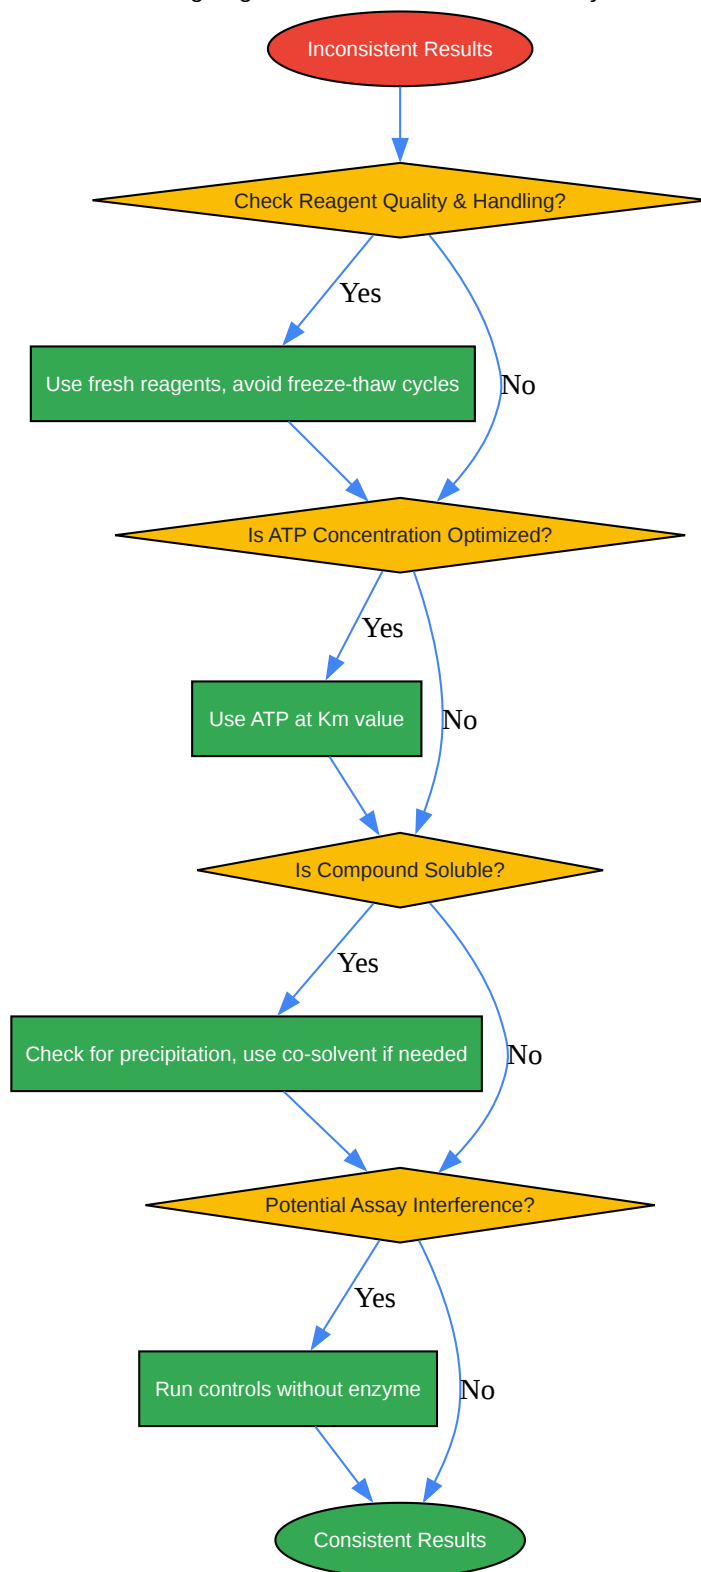 Inconsistent Results
Check Reagent Quality & Handling?
Yes
Use fresh reagents, avoid freeze-thaw cycles
No
Is ATP Concentration Optimized?
Yes
Use ATP at Km value
No
Is Compound Soluble?
Yes
Check for precipitation, use co-solvent if needed
No
Potential Assay Interference?
Yes
Run controls without enzyme
No
Consistent Results